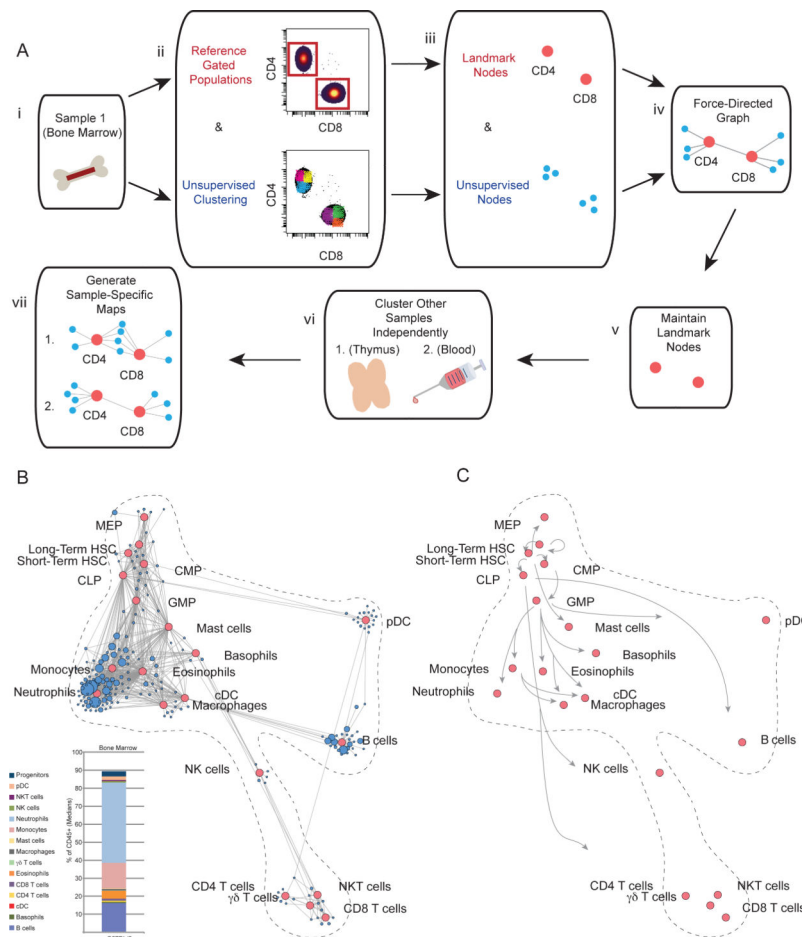 A
i
Sample 1
(Bone Marrow)
ii
Reference
Gated
Populations
CD4
CD8
&
Unsupervised
Clustering
CD4
CD8
iii
Landmark
Nodes
CD4
CD8
&
Unsupervised
Nodes
iv
Force-Directed
Graph
CD4
CD8
v
Maintain
Landmark
Nodes
vi
Cluster Other
Samples
Independently
1. (Thymus)
2. (Blood)
vii
Generate
Sample-Specific
Maps
1.
CD4
CD8
2.
CD4
CD8
B
MEP
Long-Term HSC
Short-Term HSC
CMP
CLP
GMP
pDC
Mast cells
Basophils
Monocytes
Eosinophils
Neutrophils
cDC
Macrophages
B cells
NK cells
CD4 T cells
NKT cells
γδ T cells
CD8 T cells
Bone Marrow
% of CD45+ (Medians)
100
90
80
70
60
50
40
30
20
10
Progenitors
pDC
NKT cells
NK cells
Neutrophils
Monocytes
Mast cells
Macrophages
γδ T cells
Eosinophils
CD8 T cells
CD4 T cells
cDC
Basophils
B cells
C
MEP
Long-Term HSC
Short-Term HSC
CMP
CLP
GMP
pDC
Mast cells
Basophils
Monocytes
Eosinophils
Neutrophils
cDC
Macrophages
B cells
NK cells
CD4 T cells
NKT cells
γδ T cells
CD8 T cells